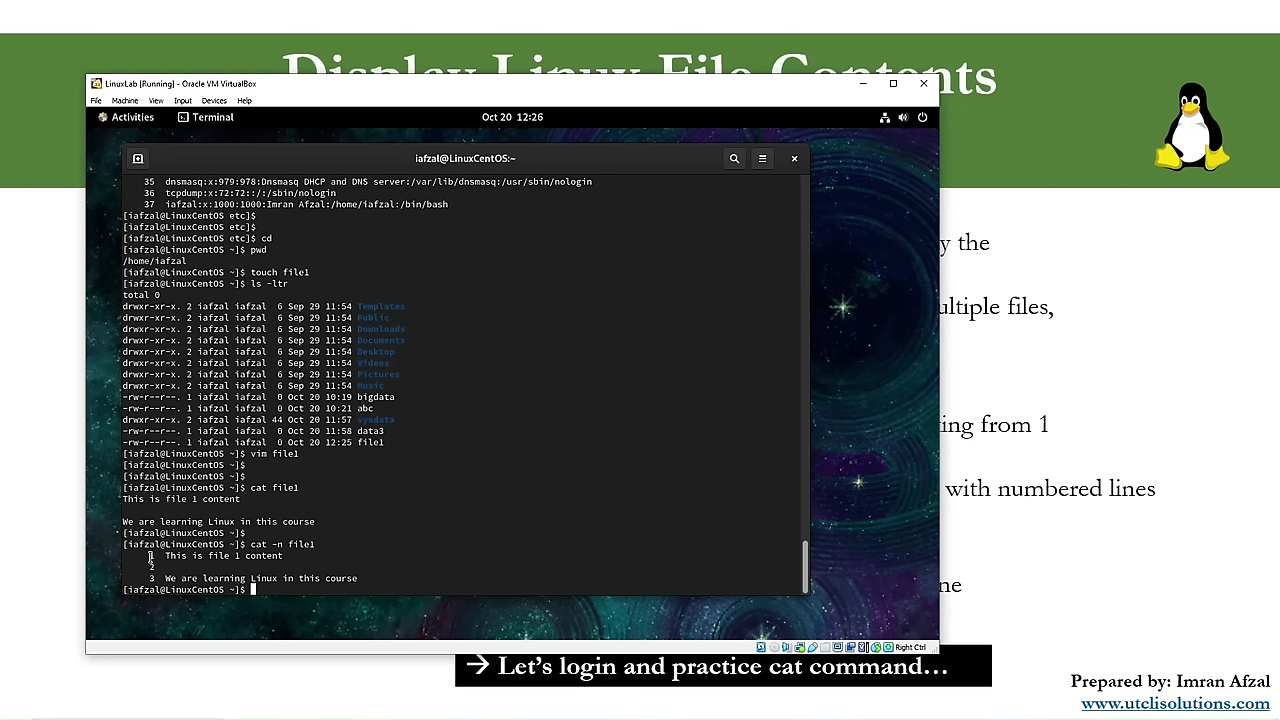 Display Linux File Contents
LinuxLab [Running] - Oracle VM VirtualBox
File Machine View Input Devices Help
Activities Terminal Oct 20 12:26
iafzal@LinuxCentOS:~
35 dnsmasq:x:979:978:Dnsmasq DHCP and DNS server:/var/lib/dnsmasq:/usr/sbin/nologin
36 tcpdump:x:72:72::/:/sbin/nologin
37 iafzal:x:1000:1000:Imran Afzal:/home/iafzal:/bin/bash
[iafzal@LinuxCentOS etc]$
[iafzal@LinuxCentOS etc]$
[iafzal@LinuxCentOS etc]$ cd
[iafzal@LinuxCentOS ~]$ pwd
/home/iafzal
[iafzal@LinuxCentOS ~]$ touch file1
[iafzal@LinuxCentOS ~]$ ls -ltr
total 0
drwxr-xr-x. 2 iafzal iafzal 6 Sep 29 11:54 Templates
drwxr-xr-x. 2 iafzal iafzal 6 Sep 29 11:54 Public
drwxr-xr-x. 2 iafzal iafzal 6 Sep 29 11:54 Downloads
drwxr-xr-x. 2 iafzal iafzal 6 Sep 29 11:54 Documents
drwxr-xr-x. 2 iafzal iafzal 6 Sep 29 11:54 Desktop
drwxr-xr-x. 2 iafzal iafzal 6 Sep 29 11:54 Videos
drwxr-xr-x. 2 iafzal iafzal 6 Sep 29 11:54 Pictures
drwxr-xr-x. 2 iafzal iafzal 6 Sep 29 11:54 Music
-rw-r--r--. 1 iafzal iafzal 0 Oct 20 10:19 bigdata
-rw-r--r--. 1 iafzal iafzal 0 Oct 20 10:21 abc
drwxr-xr-x. 2 iafzal iafzal 44 Oct 20 11:57 sysdata
-rw-r--r--. 1 iafzal iafzal 0 Oct 20 11:58 data3
-rw-r--r--. 1 iafzal iafzal 0 Oct 20 12:25 file1
[iafzal@LinuxCentOS ~]$ vim file1
[iafzal@LinuxCentOS ~]$
[iafzal@LinuxCentOS ~]$
[iafzal@LinuxCentOS ~]$ cat file1
This is file 1 content
We are learning Linux in this course
[iafzal@LinuxCentOS ~]$
[iafzal@LinuxCentOS ~]$ cat -n file1
1 This is file 1 content
2
3 We are learning Linux in this course
[iafzal@LinuxCentOS ~]$
Right Ctrl
y the
ultiple files,
ing from 1
with numbered lines
ne
→ Let's login and practice cat command…
Prepared by: Imran Afzal
www.utclisolutions.com